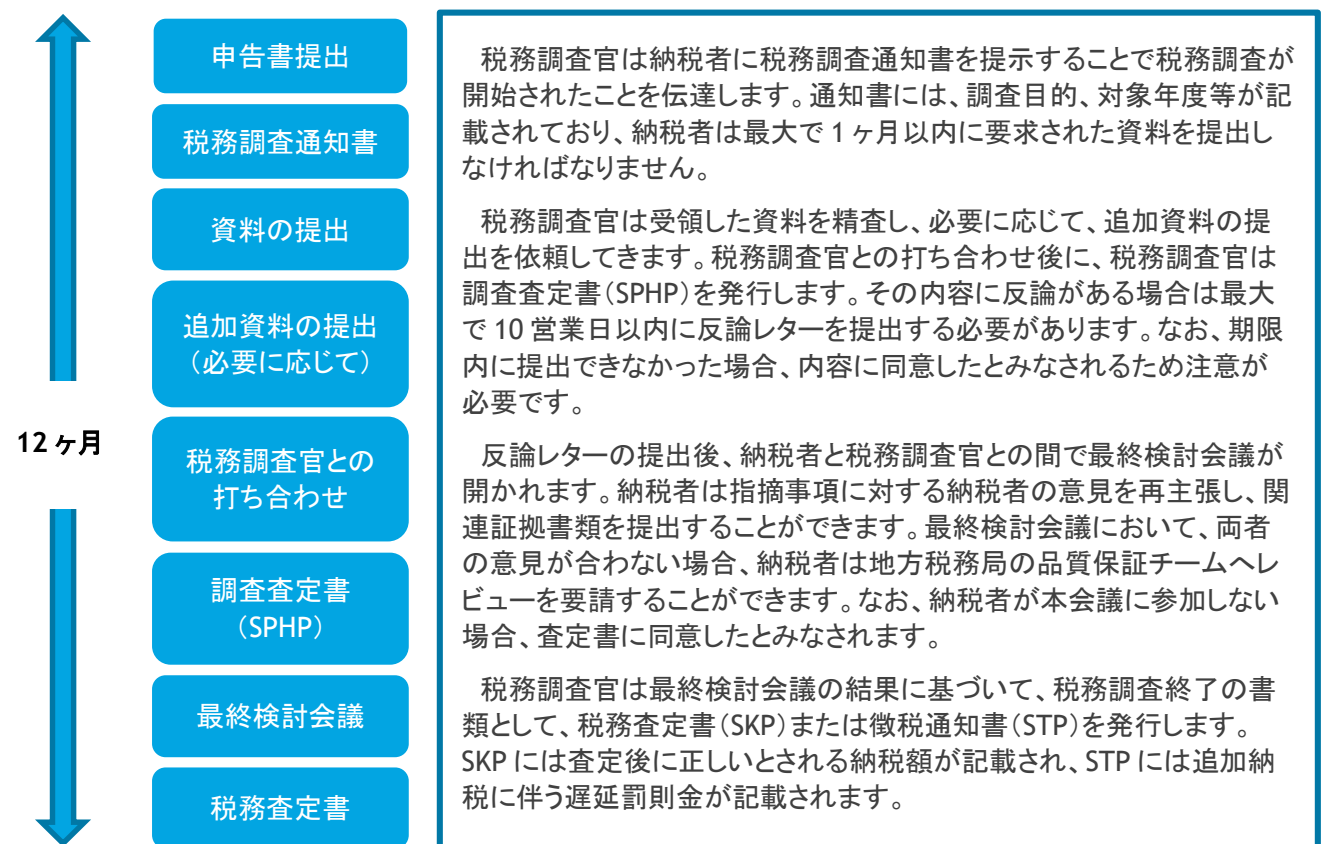 申告書提出
税務調査通知書
資料の提出
追加資料の提出
（必要に応じて）
12 ヶ月
税務調査官との
打ち合わせ
調査査定書
（SPHP）
最終検討会議
税務査定書
税務調査官は納税者に税務調査通知書を提示することで税務調査が
開始されたことを伝達します。通知書には、調査目的、対象年度等が記
載されており、納税者は最大で 1 ヶ月以内に要求された資料を提出し
なければなりません。
税務調査官は受領した資料を精査し、必要に応じて、追加資料の提
出を依頼してきます。税務調査官との打ち合わせ後に、税務調査官は
調査査定書（SPHP）を発行します。その内容に反論がある場合は最大
で 10 営業日以内に反論レターを提出する必要があります。なお、期限
内に提出できなかった場合、内容に同意したとみなされるため注意が
必要です。
反論レターの提出後、納税者と税務調査官との間で最終検討会議が
開かれます。納税者は指摘事項に対する納税者の意見を再主張し、関
連証拠書類を提出することができます。最終検討会議において、両者
の意見が合わない場合、納税者は地方税務局の品質保証チームへレ
ビューを要請することができます。なお、納税者が本会議に参加しない
場合、査定書に同意したとみなされます。
税務調査官は最終検討会議の結果に基づいて、税務調査終了の書
類として、税務査定書（SKP）または徴税通知書（STP）を発行します。
SKP には査定後に正しいとされる納税額が記載され、STP には追加納
税に伴う遅延罰則金が記載されます。